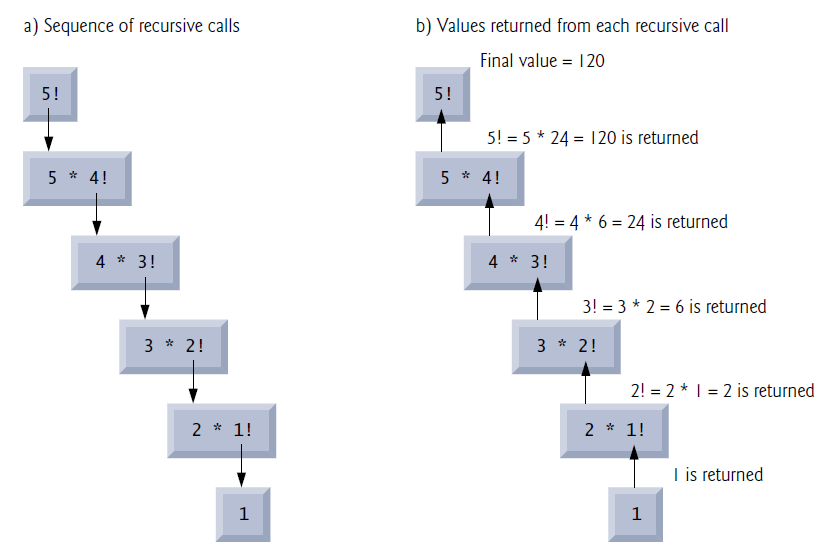 a) Sequence of recursive calls
5!
5 * 4!
4 * 3!
3 * 2!
2 * 1!
1
b) Values returned from each recursive call
Final value = 120
5!
5! = 5 * 24 = 120 is returned
5 * 4!
4! = 4 * 6 = 24 is returned
4 * 3!
3! = 3 * 2 = 6 is returned
3 * 2!
2! = 2 * 1 = 2 is returned
2 * 1!
1 is returned
1